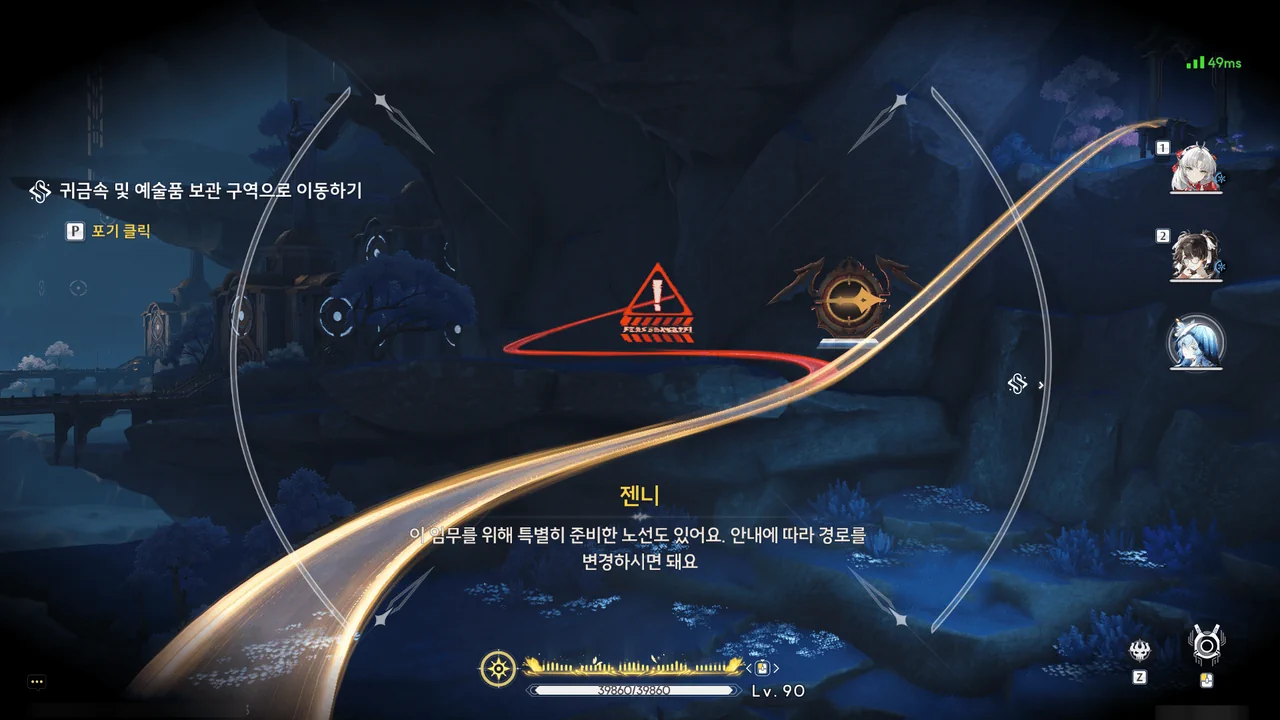 49ms
1
귀금속 및 예술품 보관 구역으로 이동하기
P 포기 클릭
2
젠니
이 임무를 위해 특별히 준비한 노선도 있어요. 안내에 따라 경로를
변경하시면 돼요
39860/39860
Lv. 90
Z